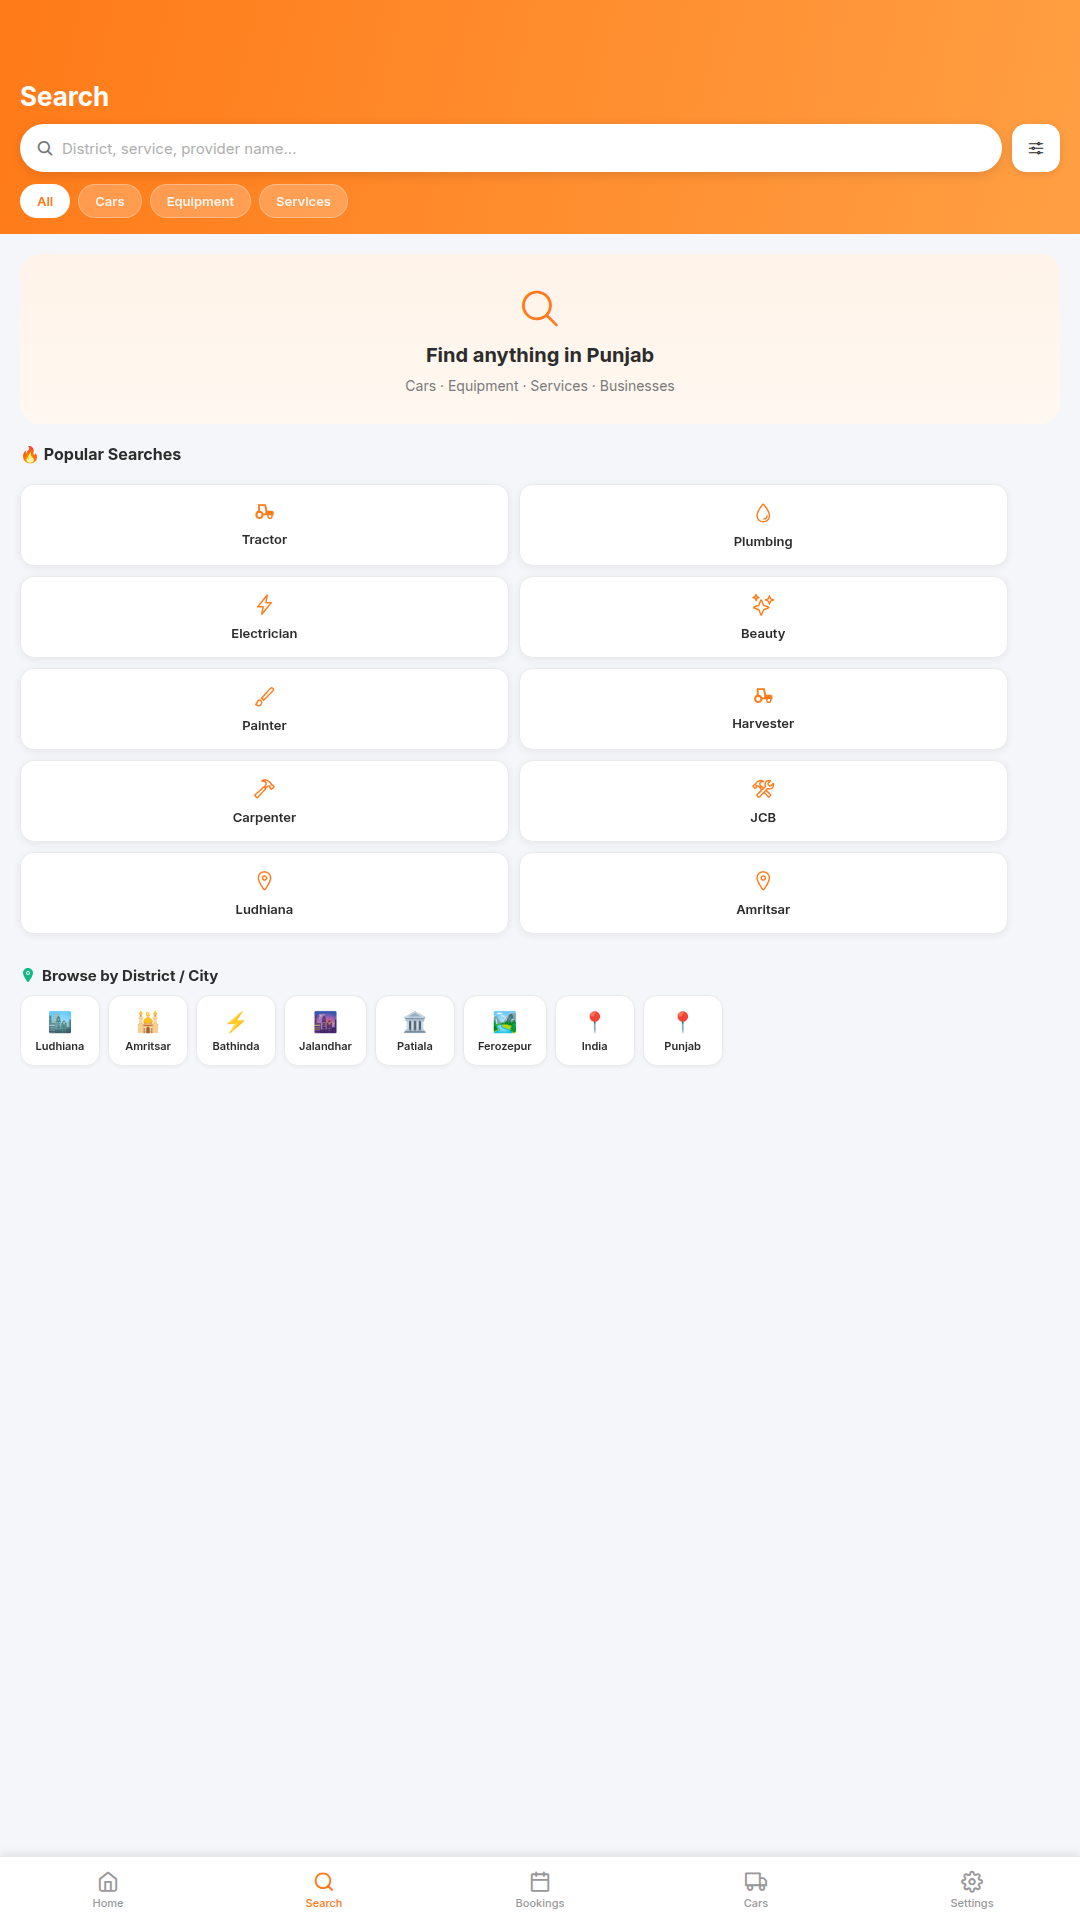 Search
District, service, provider name...
All Cars Equipment Services
Find anything in Punjab
Cars · Equipment · Services · Businesses
🔥 Popular Searches
Tractor Plumbing
Electrician Beauty
Painter Harvester
Carpenter JCB
Ludhiana Amritsar
Browse by District / City
Ludhiana Amritsar Bathinda Jalandhar Patiala Ferozepur India Punjab
Home Search Bookings Cars Settings